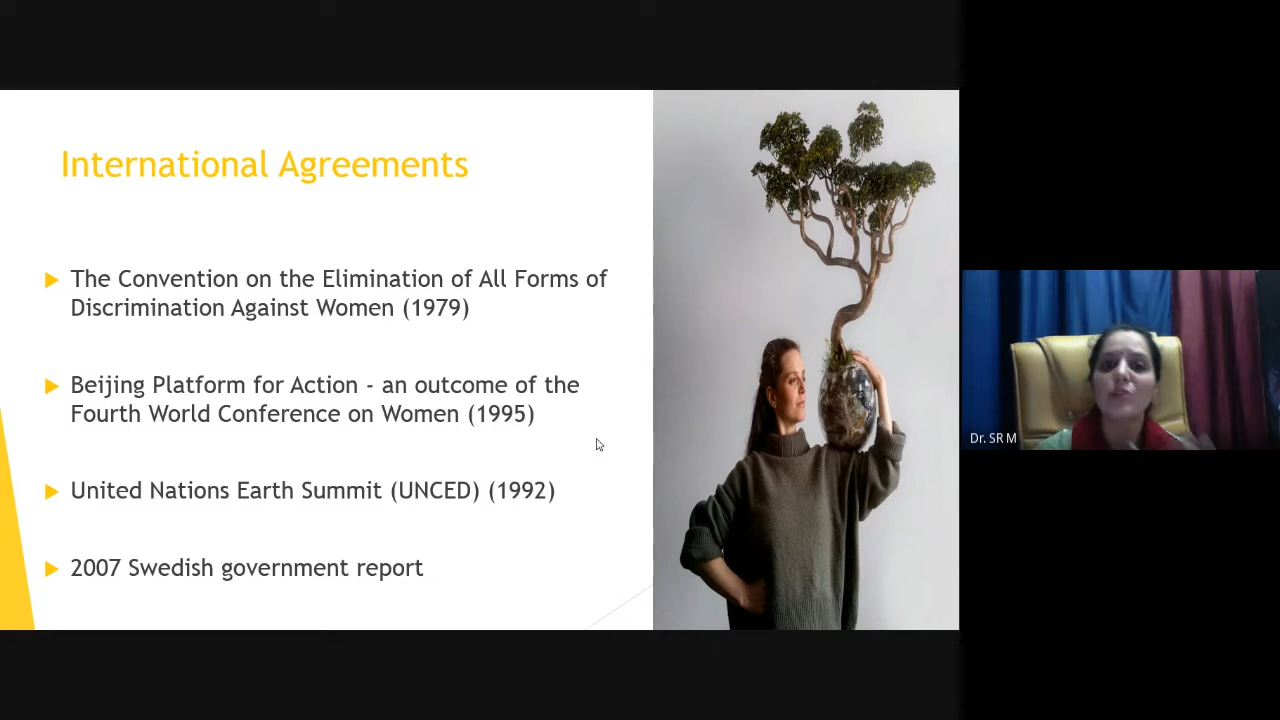 International Agreements
The Convention on the Elimination of All Forms of
Discrimination Against Women (1979)
Beijing Platform for Action - an outcome of the
Fourth World Conference on Women (1995)
United Nations Earth Summit (UNCED) (1992)
2007 Swedish government report
Dr. SR M